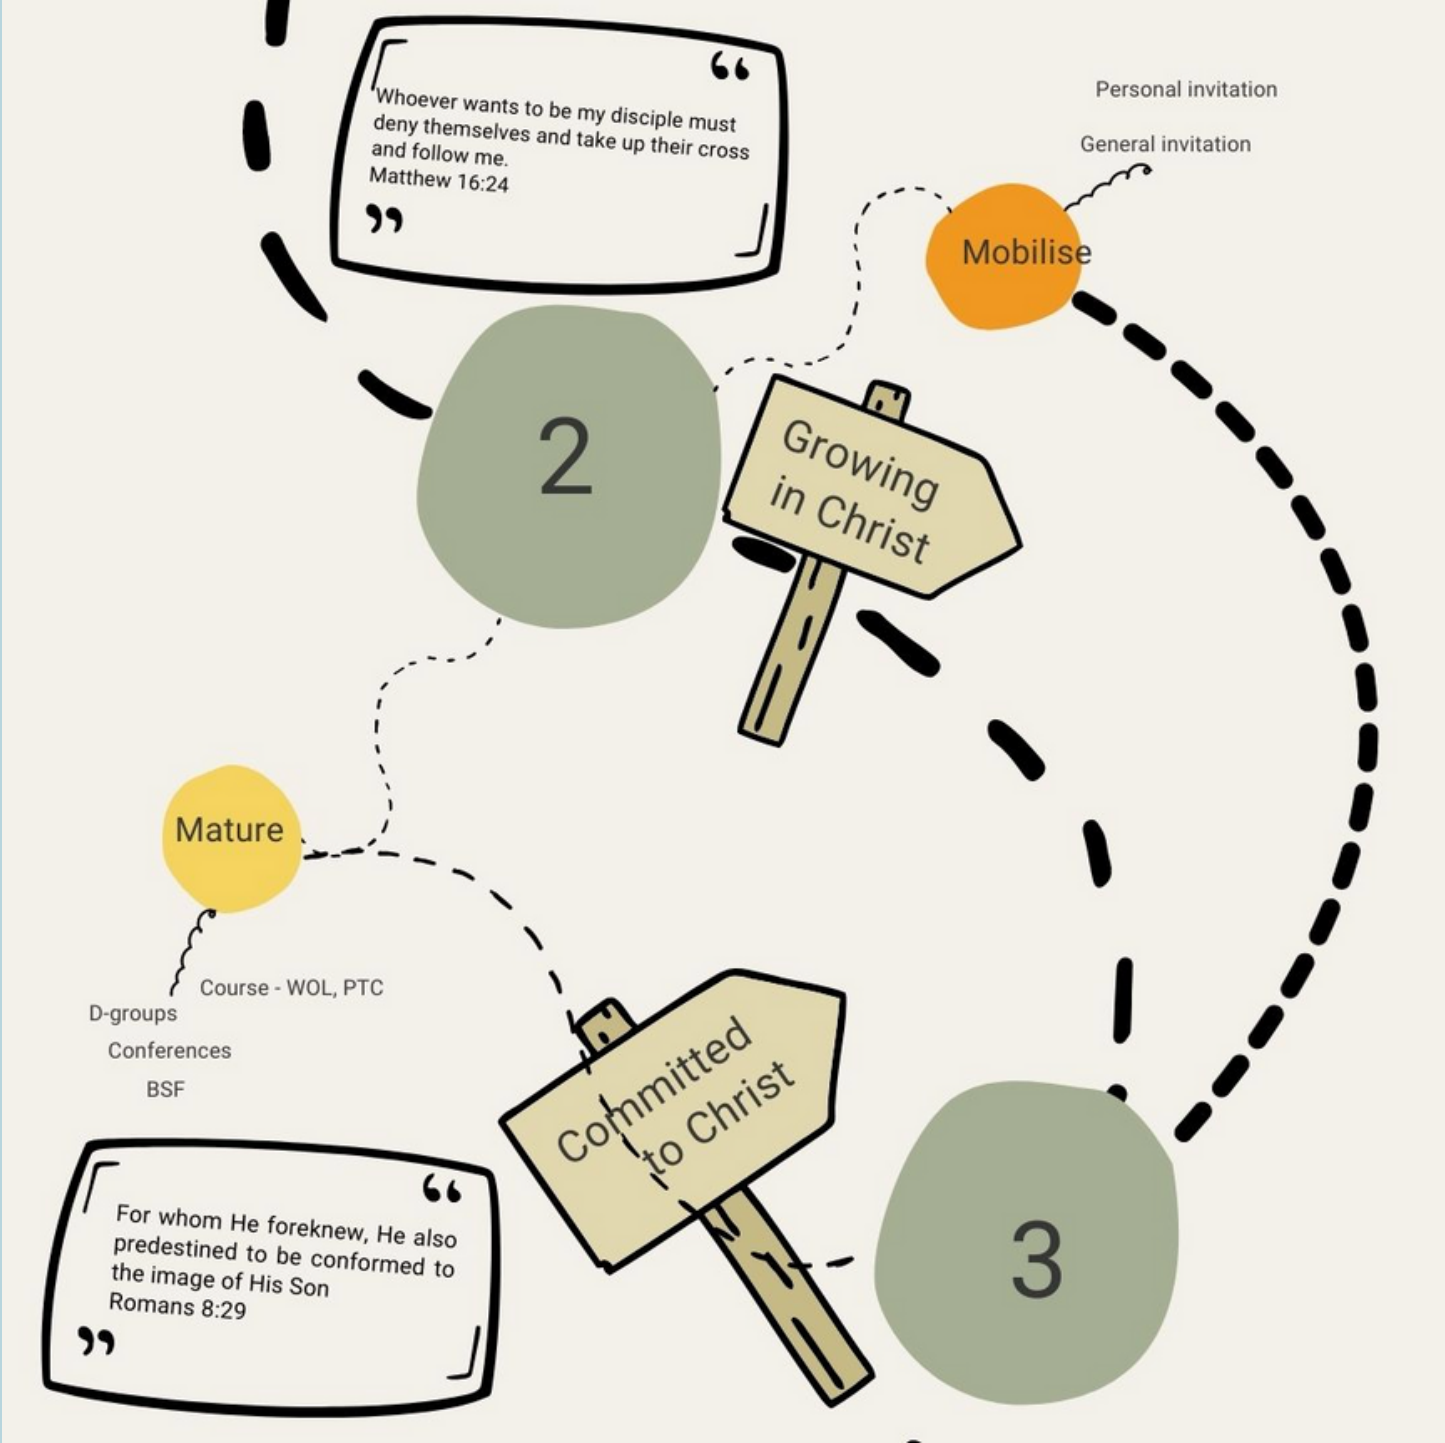 Whoever wants to be my disciple must
deny themselves and take up their cross
and follow me.
Matthew 16:24
Personal invitation
General invitation
Mobilise
2
Growing
in Christ
Mature
Course - WOL, PTC
D-groups
Conferences
BSF
Committed
to Christ
For whom He foreknew, He also
predestined to be conformed to
the image of His Son
Romans 8:29
3